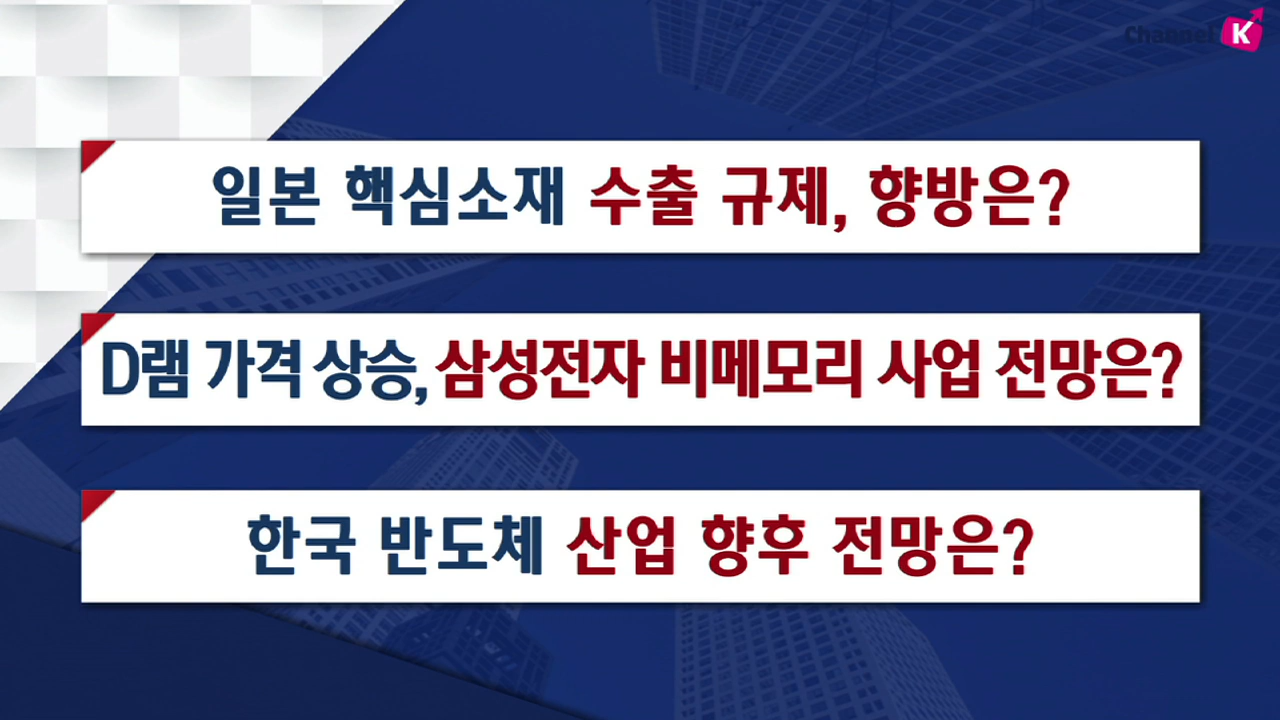 Channel K
일본 핵심소재 수출 규제, 향방은?
D램 가격 상승, 삼성전자 비메모리 사업 전망은?
한국 반도체 산업 향후 전망은?